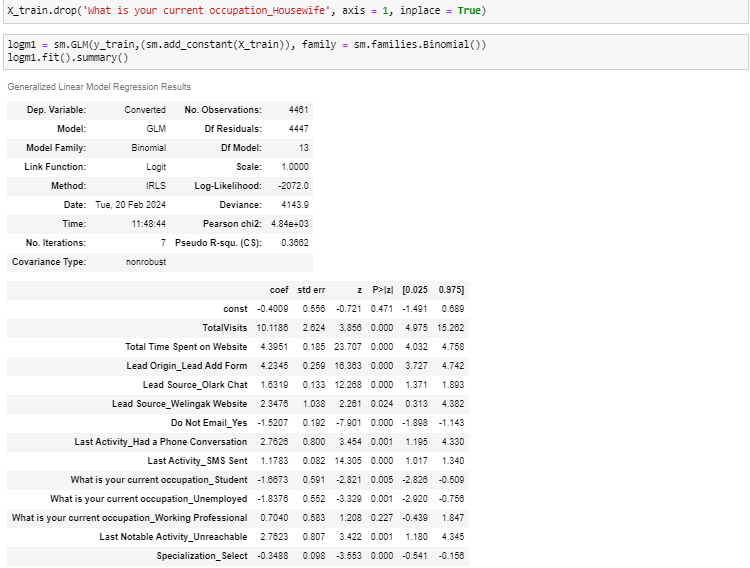 X_train.drop('What is your current occupation_Housewife', axis = 1, inplace = True)
logm1 = sm.GLM(y_train,(sm.add_constant(X_train)), family = sm.families.Binomial())
logm1.fit().summary()
Generalized Linear Model Regression Results
Dep. Variable: Converted No. Observations: 4461
Model: GLM Df Residuals: 4447
Model Family: Binomial Df Model: 13
Link Function: Logit Scale: 1.0000
Method: IRLS Log-Likelihood: -2072.0
Date: Tue, 20 Feb 2024 Deviance: 4143.9
Time: 11:48:44 Pearson chi2: 4.84e+03
No. Iterations: 7 Pseudo R-squ. (CS): 0.3662
Covariance Type: nonrobust
coef std err z P>|z| [0.025 0.975]
const -0.4009 0.556 -0.721 0.471 -1.491 0.689
TotalVisits 10.1186 2.624 3.856 0.000 4.975 15.262
Total Time Spent on Website 4.3951 0.185 23.707 0.000 4.032 4.758
Lead Origin_Lead Add Form 4.2345 0.259 16.363 0.000 3.727 4.742
Lead Source_Olark Chat 1.6319 0.133 12.268 0.000 1.371 1.893
Lead Source_Welingak Website 2.3476 1.038 2.261 0.024 0.313 4.382
Do Not Email_Yes -1.5207 0.192 -7.901 0.000 -1.898 -1.143
Last Activity_Had a Phone Conversation 2.7626 0.800 3.454 0.001 1.195 4.330
Last Activity_SMS Sent 1.1783 0.082 14.305 0.000 1.017 1.340
What is your current occupation_Student -1.6673 0.591 -2.821 0.005 -2.826 -0.509
What is your current occupation_Unemployed -1.8376 0.552 -3.329 0.001 -2.920 -0.756
What is your current occupation_Working Professional 0.7040 0.583 1.208 0.227 -0.439 1.847
Last Notable Activity_Unreachable 2.7623 0.807 3.422 0.001 1.180 4.345
Specialization_Select -0.3488 0.098 -3.553 0.000 -0.541 -0.156